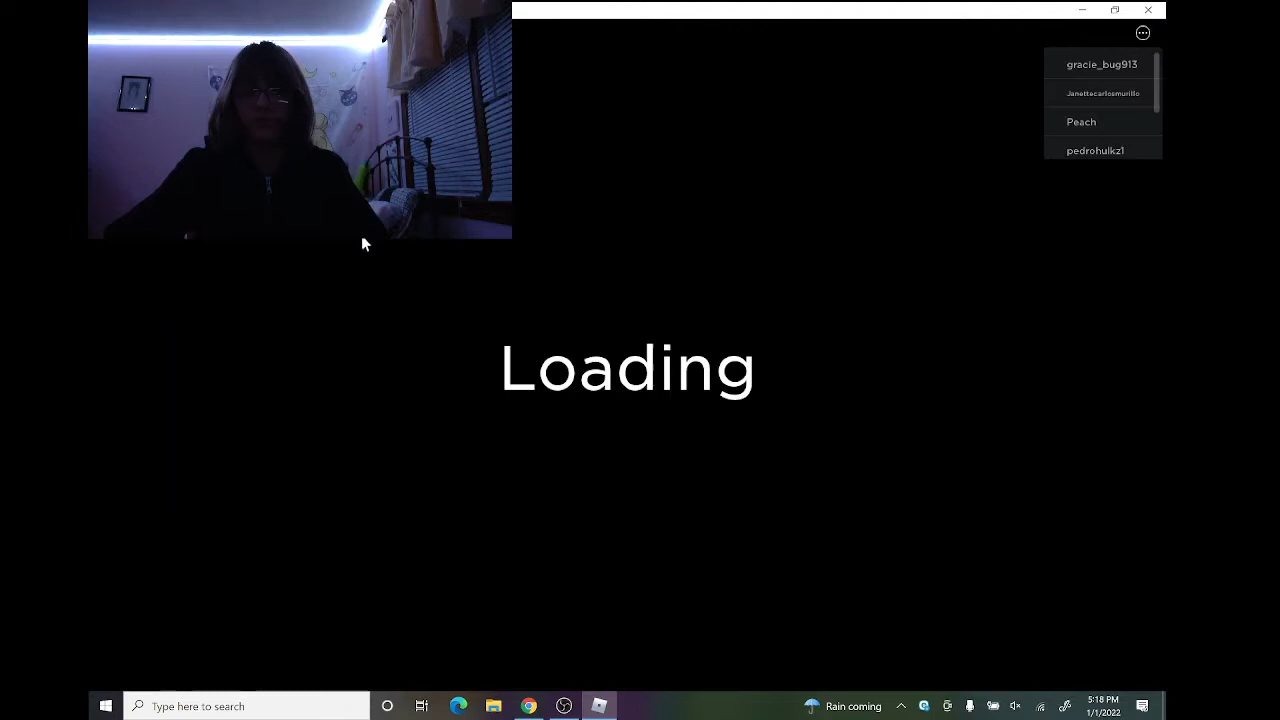 gracie_bug913
Janettecarlosmurillo
Peach
pedrohulkz1
Loading
Type here to search
Rain coming
5:18 PM
1/1/2022